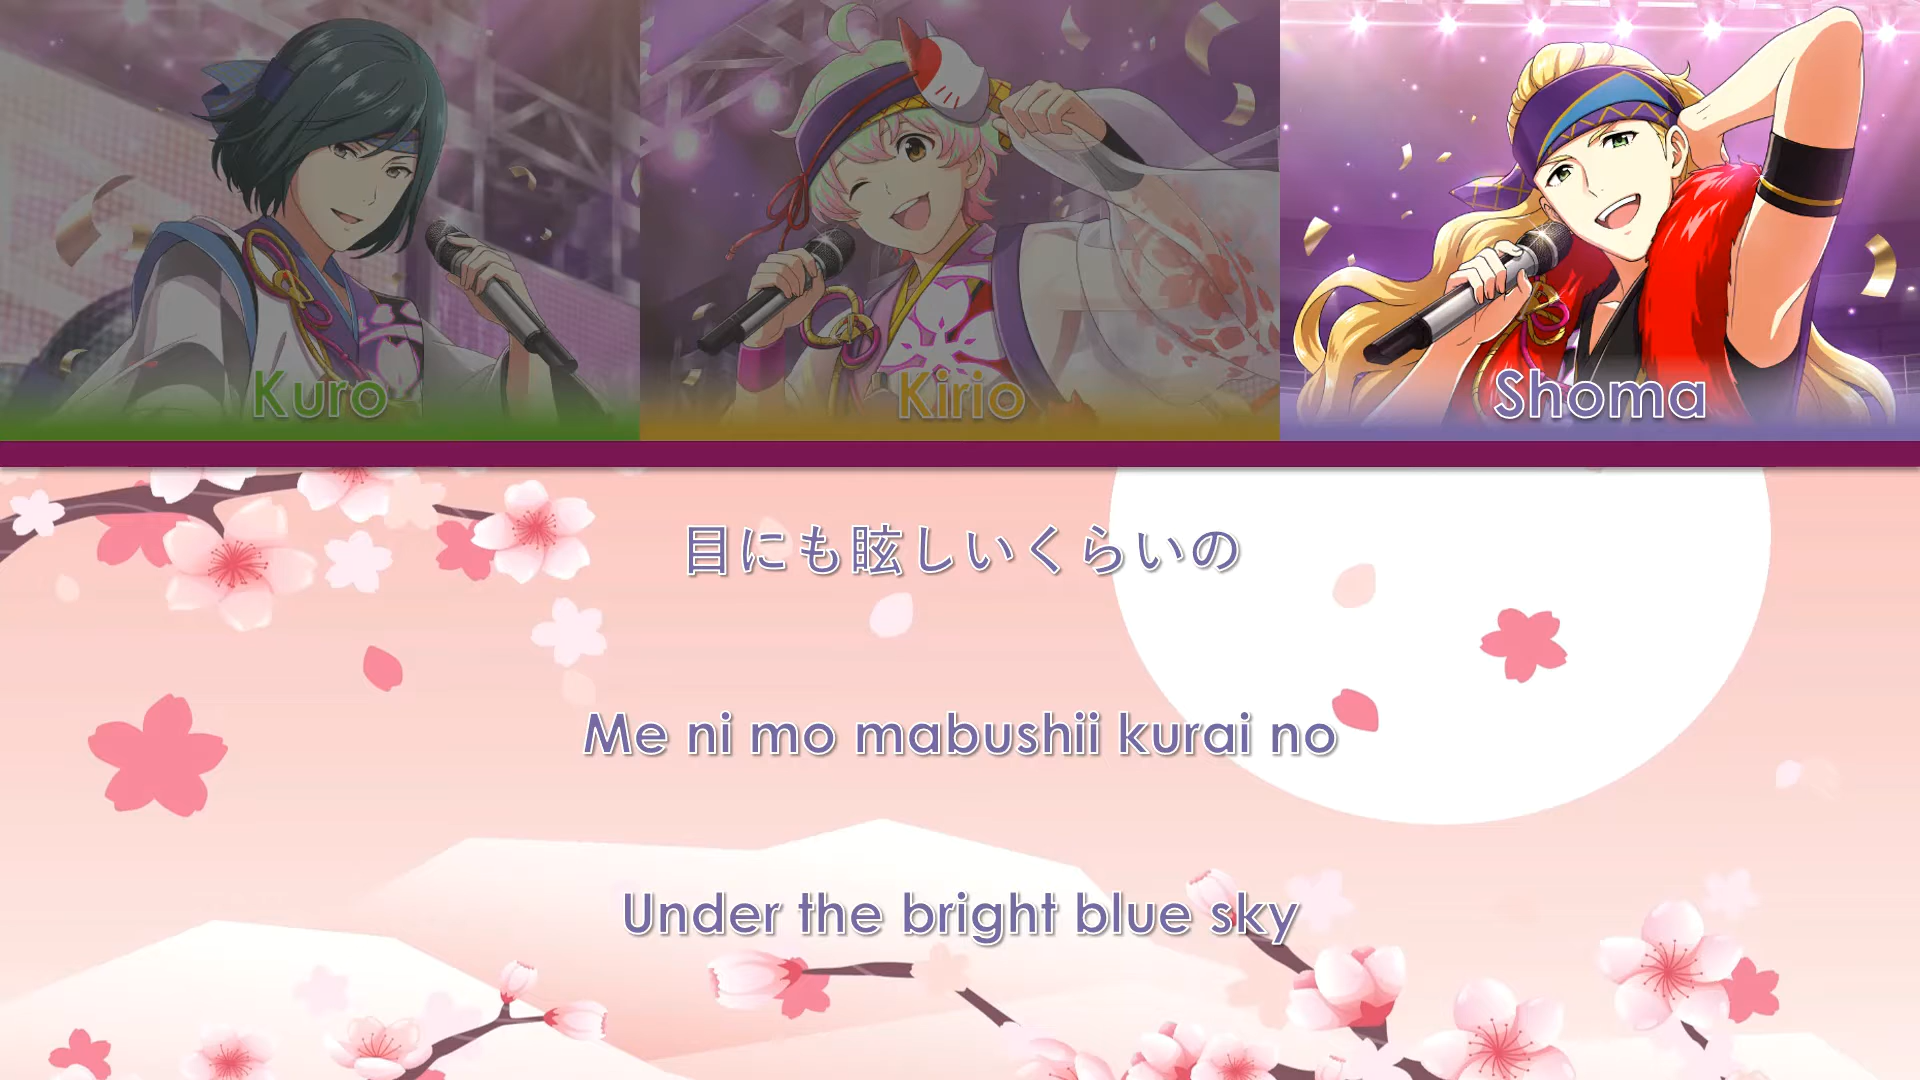 Kuro
Kirio
Shoma
目にも眩しいくらいの
Me ni mo mabushii kurai no
Under the bright blue sky